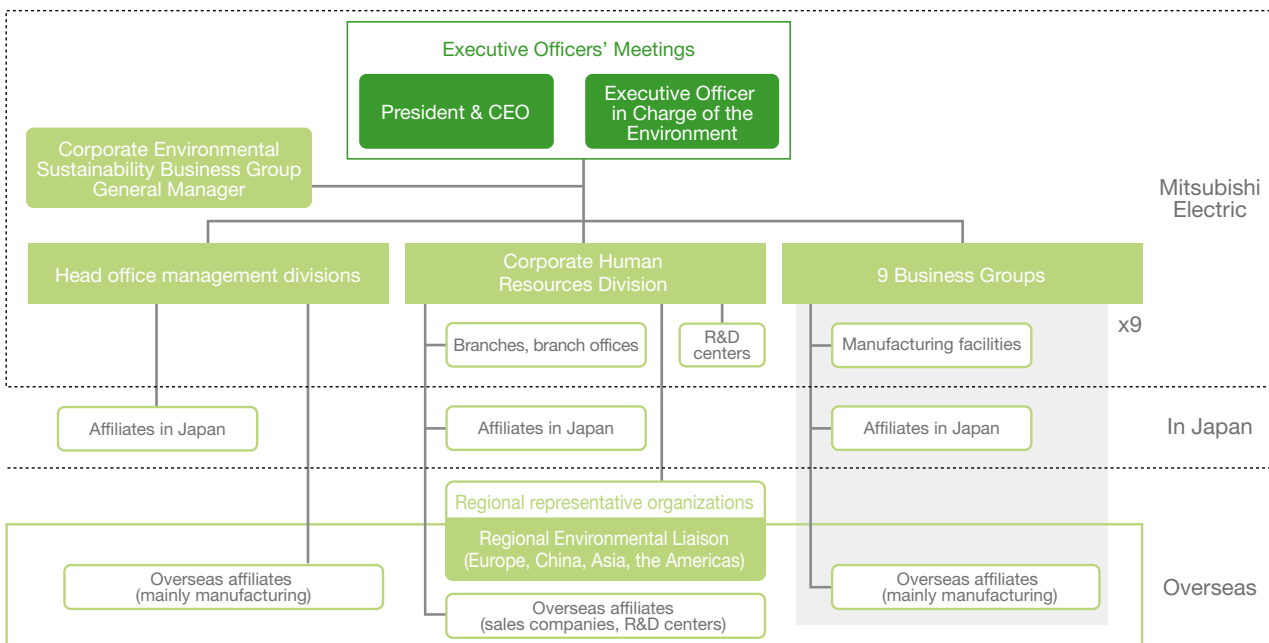 Executive Officers' Meetings
President & CEO
Executive Officer
in Charge of the
Environment
Corporate Environmental
Sustainability Business Group
General Manager
Mitsubishi
Electric
Head office management divisions
Corporate Human
Resources Division
9 Business Groups
x9
Branches, branch offices
R&D
centers
Manufacturing facilities
Affiliates in Japan
Affiliates in Japan
Affiliates in Japan
In Japan
Regional representative organizations
Regional Environmental Liaison
(Europe, China, Asia, the Americas)
Overseas affiliates
(mainly manufacturing)
Overseas affiliates
(sales companies, R&D centers)
Overseas affiliates
(mainly manufacturing)
Overseas